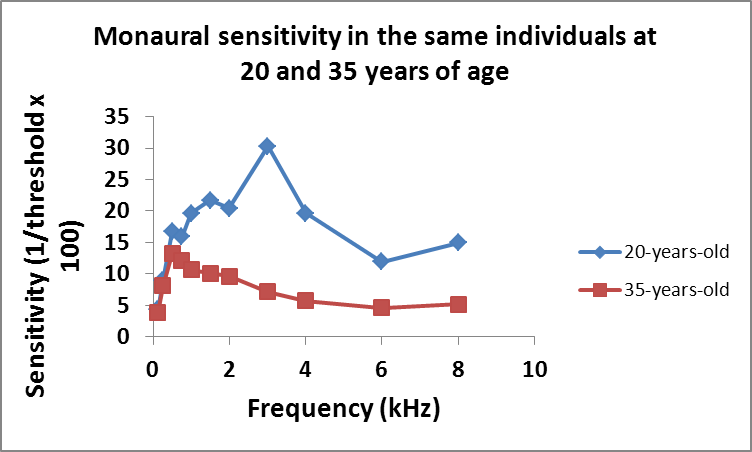 Monaural sensitivity in the same individuals at
20 and 35 years of age
Sensitivity (1/threshold x
100)
35
30
25
20
15
10
5
0
0 2 4 6 8 10
Frequency (kHz)
20-years-old
35-years-old